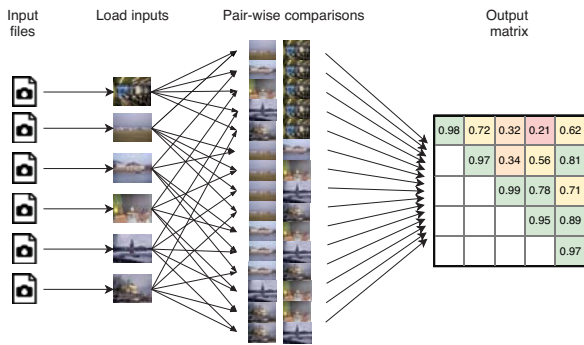 Input
files
Load inputs
Pair-wise comparisons
Output
matrix
0.98 0.72 0.32 0.21 0.62
0.97 0.34 0.56 0.81
0.99 0.78 0.71
0.95 0.89
0.97